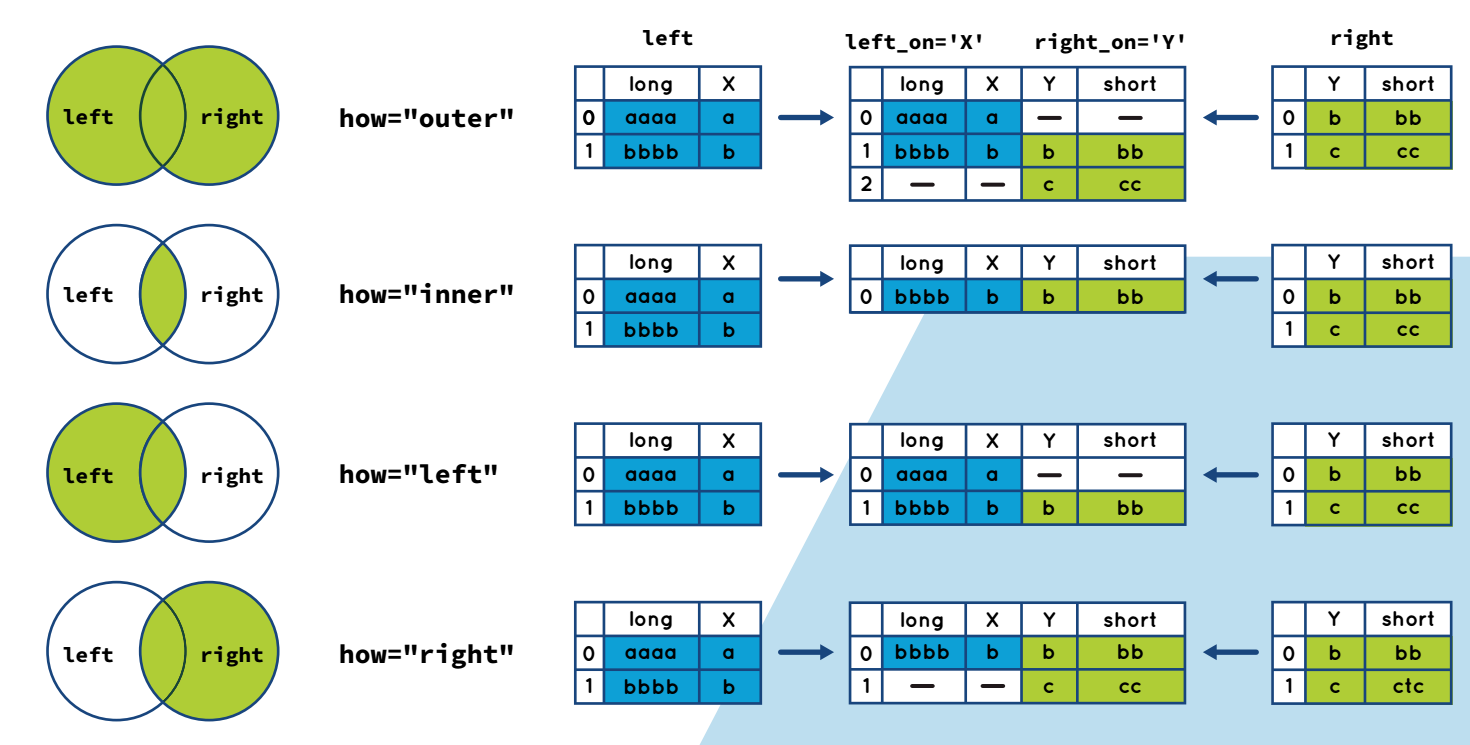 left left_on='X' right_on='Y' right
left right how="outer"
long X long X Y short Y short
0 aaaa a 0 aaaa a — — 0 b bb
1 bbbb b 1 bbbb b b bb 1 c cc
2 — — c cc
left right how="inner"
long X long X Y short Y short
0 aaaa a 0 bbbb b b bb 0 b bb
1 bbbb b 1 c cc
left right how="left"
long X long X Y short Y short
0 aaaa a 0 aaaa a — — 0 b bb
1 bbbb b 1 bbbb b b bb 1 c cc
left right how="right"
long X long X Y short Y short
0 aaaa a 0 bbbb b b bb 0 b bb
1 bbbb b 1 — — c cc 1 c ctc